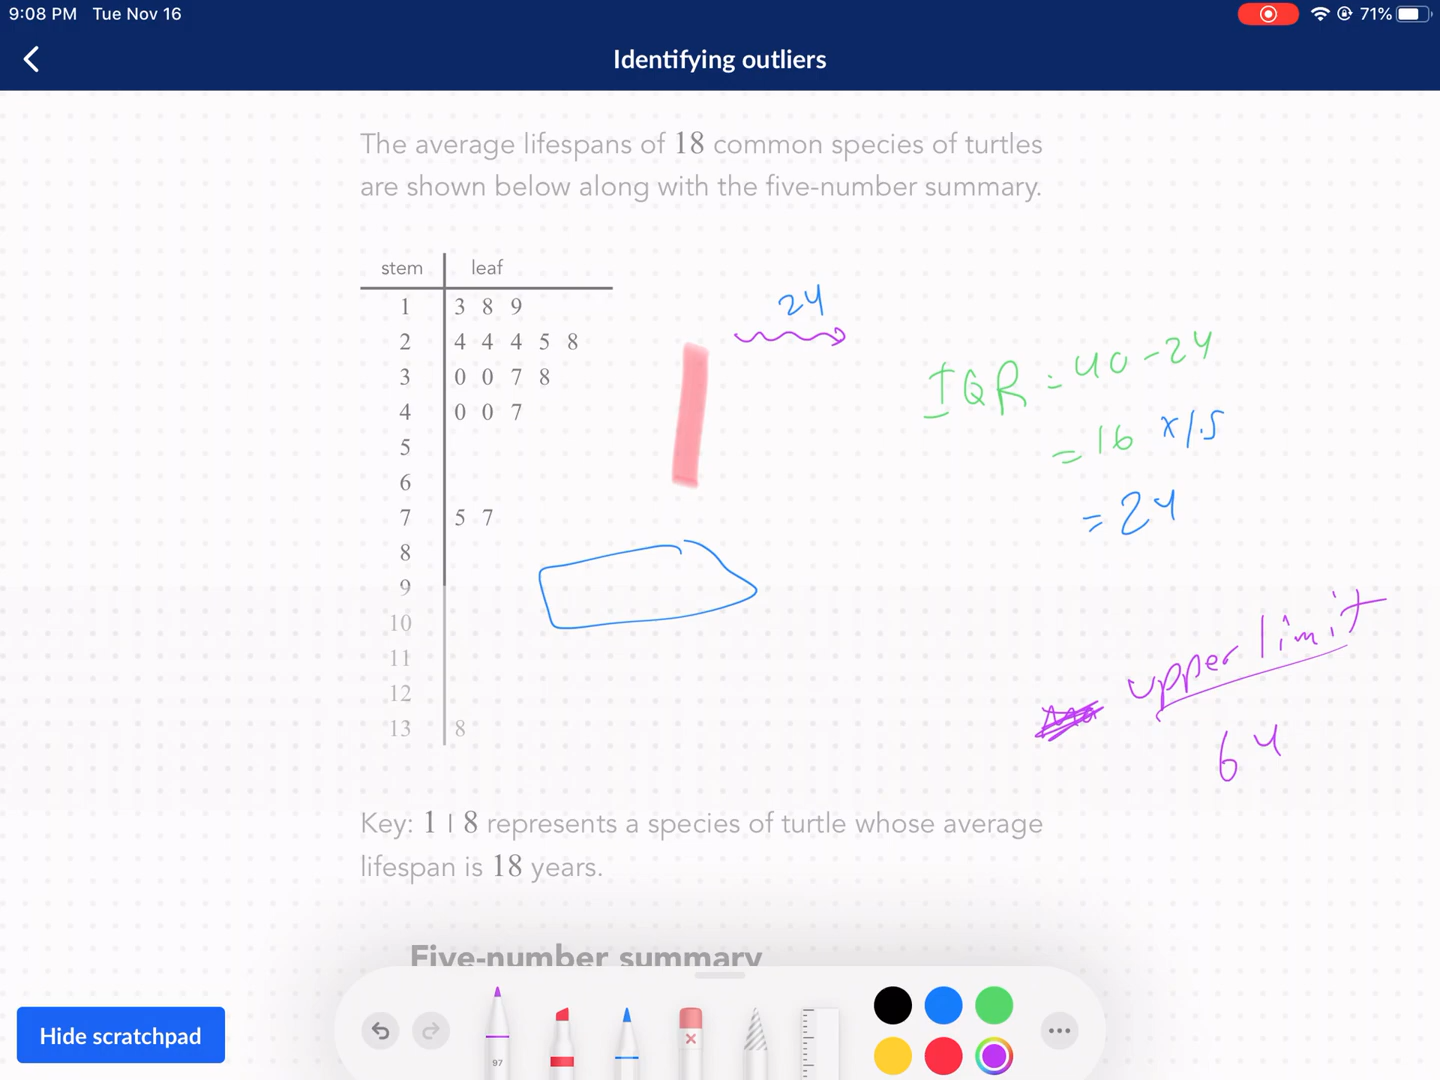 9:08 PM Tue Nov 16
71%
Identifying outliers
The average lifespans of 18 common species of turtles
are shown below along with the five-number summary.
stem leaf
1 3 8 9
2 4 4 4 5 8
3 0 0 7 8
4 0 0 7
5
6
7 5 7
8
9
10
11
12
13 8
24
IQR = 40 - 24
= 16 x 1.5
= 24
upper limit
64
Key: 1 | 8 represents a species of turtle whose average
lifespan is 18 years.
Five-number summary
Hide scratchpad
97